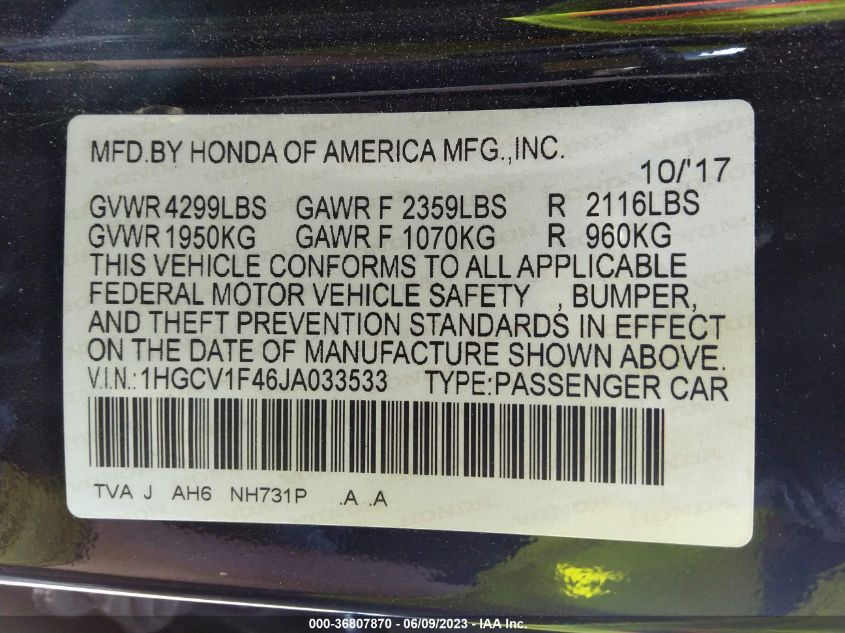 MFD.BY HONDA OF AMERICA MFG.,INC.
10/'17
GVWR 4299LBS GAWR F 2359LBS R 2116LBS
GVWR 1950KG GAWR F 1070KG R 960KG
THIS VEHICLE CONFORMS TO ALL APPLICABLE
FEDERAL MOTOR VEHICLE SAFETY , BUMPER,
AND THEFT PREVENTION STANDARDS IN EFFECT
ON THE DATE OF MANUFACTURE SHOWN ABOVE.
V.I.N.:1HGCV1F46JA033533 TYPE:PASSENGER CAR
TVA J AH6 NH731P .A .A
HONDA
000-36807870 - 06/09/2023 - IAA